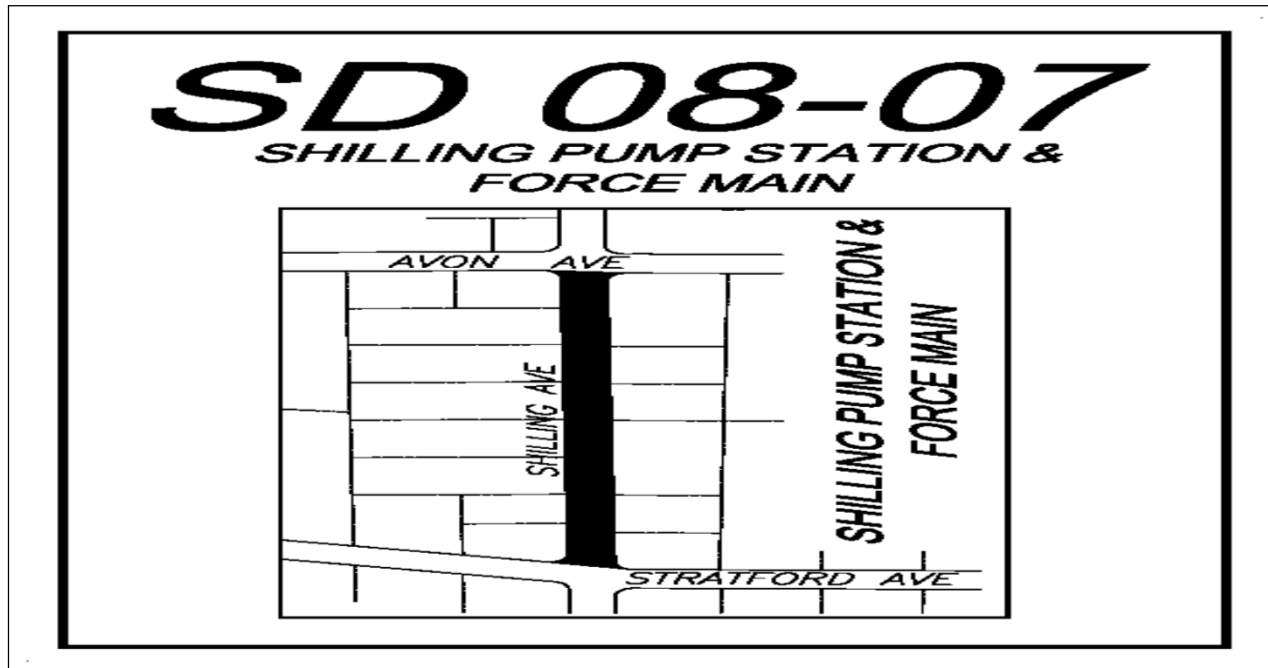 SD 08-07
SHILLING PUMP STATION &
FORCE MAIN
AVON AVE
SHILLING AVE
STRATFORD AVE
SHILLING PUMP STATION &
FORCE MAIN